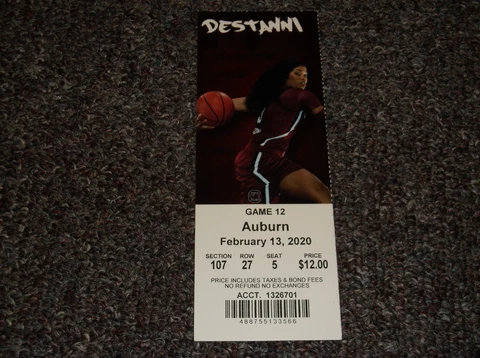 DESTANNI
GAME 12
Auburn
February 13, 2020
SECTION ROW SEAT PRICE
107 27 5 $12.00
PRICE INCLUDES TAXES & BOND FEES
NO REFUND NO EXCHANGES
ACCT. 1326701
488755133566